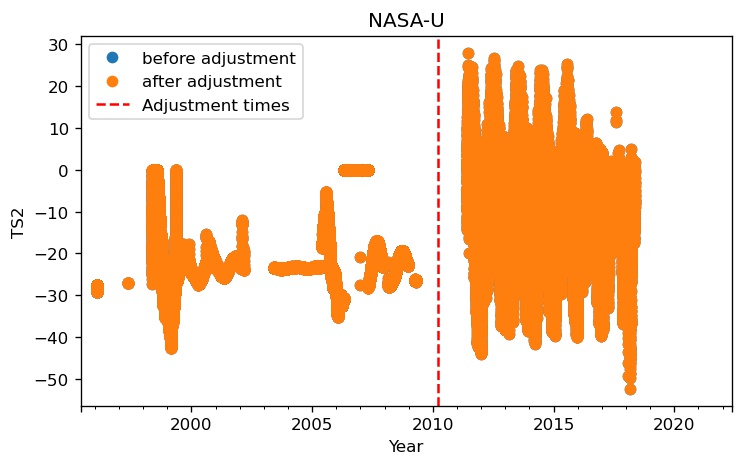 NASA-U
before adjustment
after adjustment
Adjustment times
TS2
30
20
10
0
−10
−20
−30
−40
−50
2000 2005 2010 2015 2020
Year